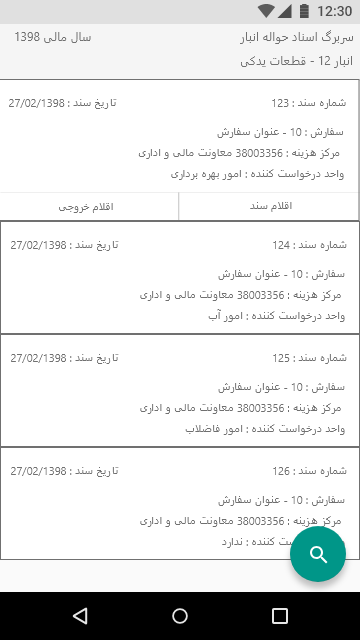 12:30
سربرگ اسناد حواله انبار
سال مالی 1398
انبار 12 - قطعات یدکی
شماره سند : 123
تاریخ سند : 27/02/1398
سفارش : 10 - عنوان سفارش
مرکز هزینه : 38003356 معاونت مالی و اداری
واحد درخواست کننده : امور بهره برداری
اقلام سند
اقلام خروجی
شماره سند : 124
تاریخ سند : 27/02/1398
سفارش : 10 - عنوان سفارش
مرکز هزینه : 38003356 معاونت مالی و اداری
واحد درخواست کننده : امور آب
شماره سند : 125
تاریخ سند : 27/02/1398
سفارش : 10 - عنوان سفارش
مرکز هزینه : 38003356 معاونت مالی و اداری
واحد درخواست کننده : امور فاضلاب
شماره سند : 126
تاریخ سند : 27/02/1398
سفارش : 10 - عنوان سفارش
مرکز هزینه : 38003356 معاونت مالی و اداری
کننده : ندارد